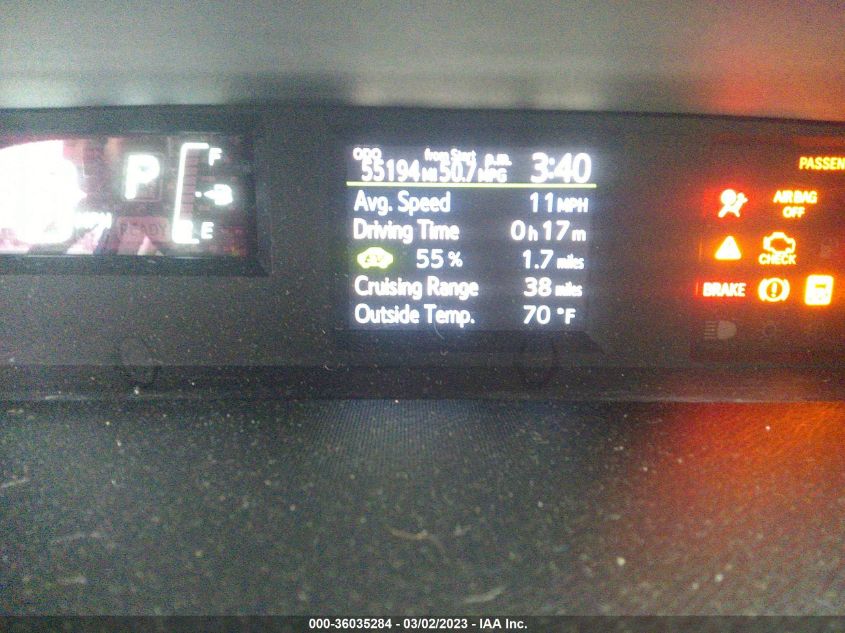 P
F
E
MPH
READY
ODO from Start p.m.
55194 MI 50.7 MPG 3:40
Avg. Speed 11 MPH
Driving Time 0 h 17 m
EV 55 % 1.7 miles
Cruising Range 38 miles
Outside Temp. 70 °F
PASSEN
AIR BAG
OFF
CHECK
BRAKE
000-36035284 - 03/02/2023 - IAA Inc.